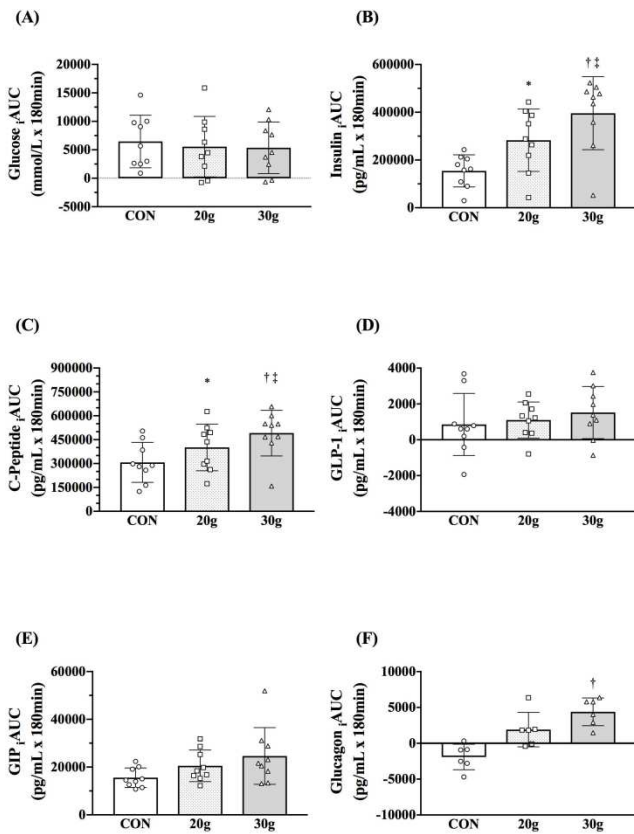 (A)
Glucose iAUC
(mmol/L x 180min)
20000
15000
10000
5000
0
-5000
CON 20g 30g
(B)
Insulin iAUC
(pg/mL x 180min)
600000
400000
200000
0
*
† ‡
CON 20g 30g
(C)
C-Peptide iAUC
(pg/mL x 180min)
900000
750000
600000
450000
300000
150000
0
*
† ‡
CON 20g 30g
(D)
GLP-1 iAUC
(pg/mL x 180min)
4000
2000
0
-2000
-4000
CON 20g 30g
(E)
GIP iAUC
(pg/mL x 180min)
60000
40000
20000
0
CON 20g 30g
(F)
Glucagon iAUC
(pg/mL x 180min)
10000
5000
0
-5000
-10000
†
CON 20g 30g